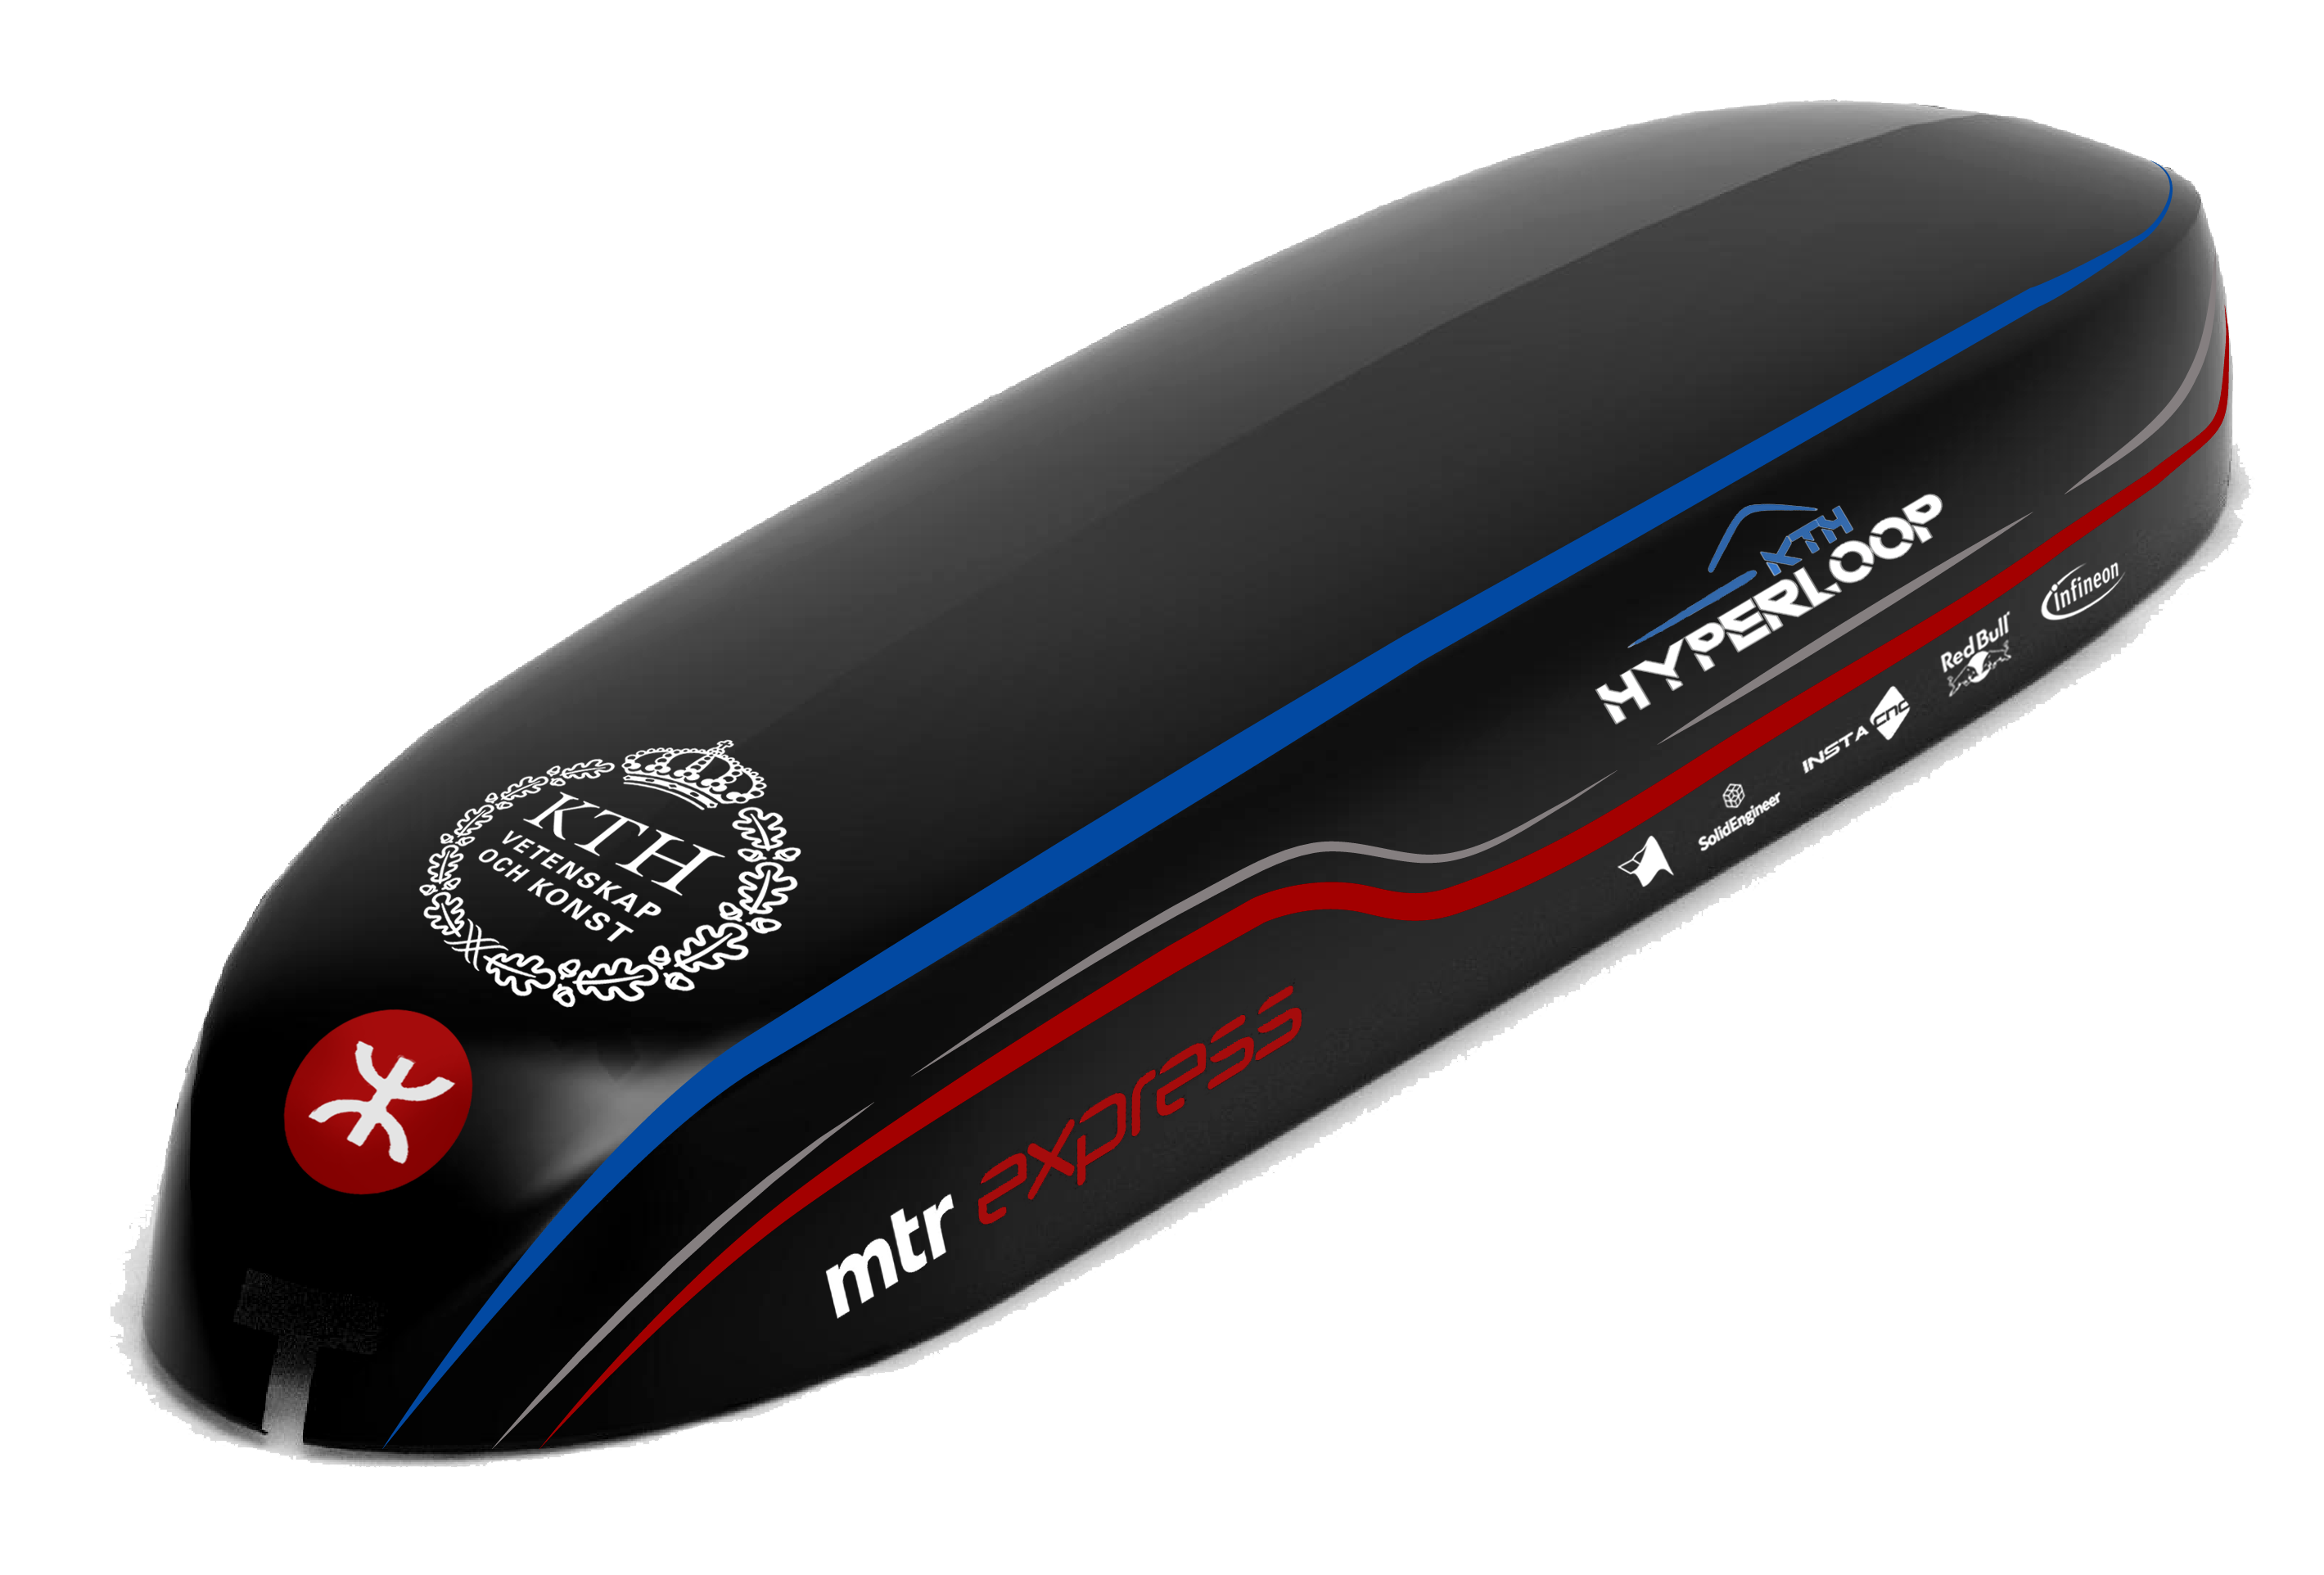 KTH
VETENSKAP
OCH KONST
KTH
HYPERLOOP
mtr express
SolidEngineer
INSTA CNC
Red Bull
infineon